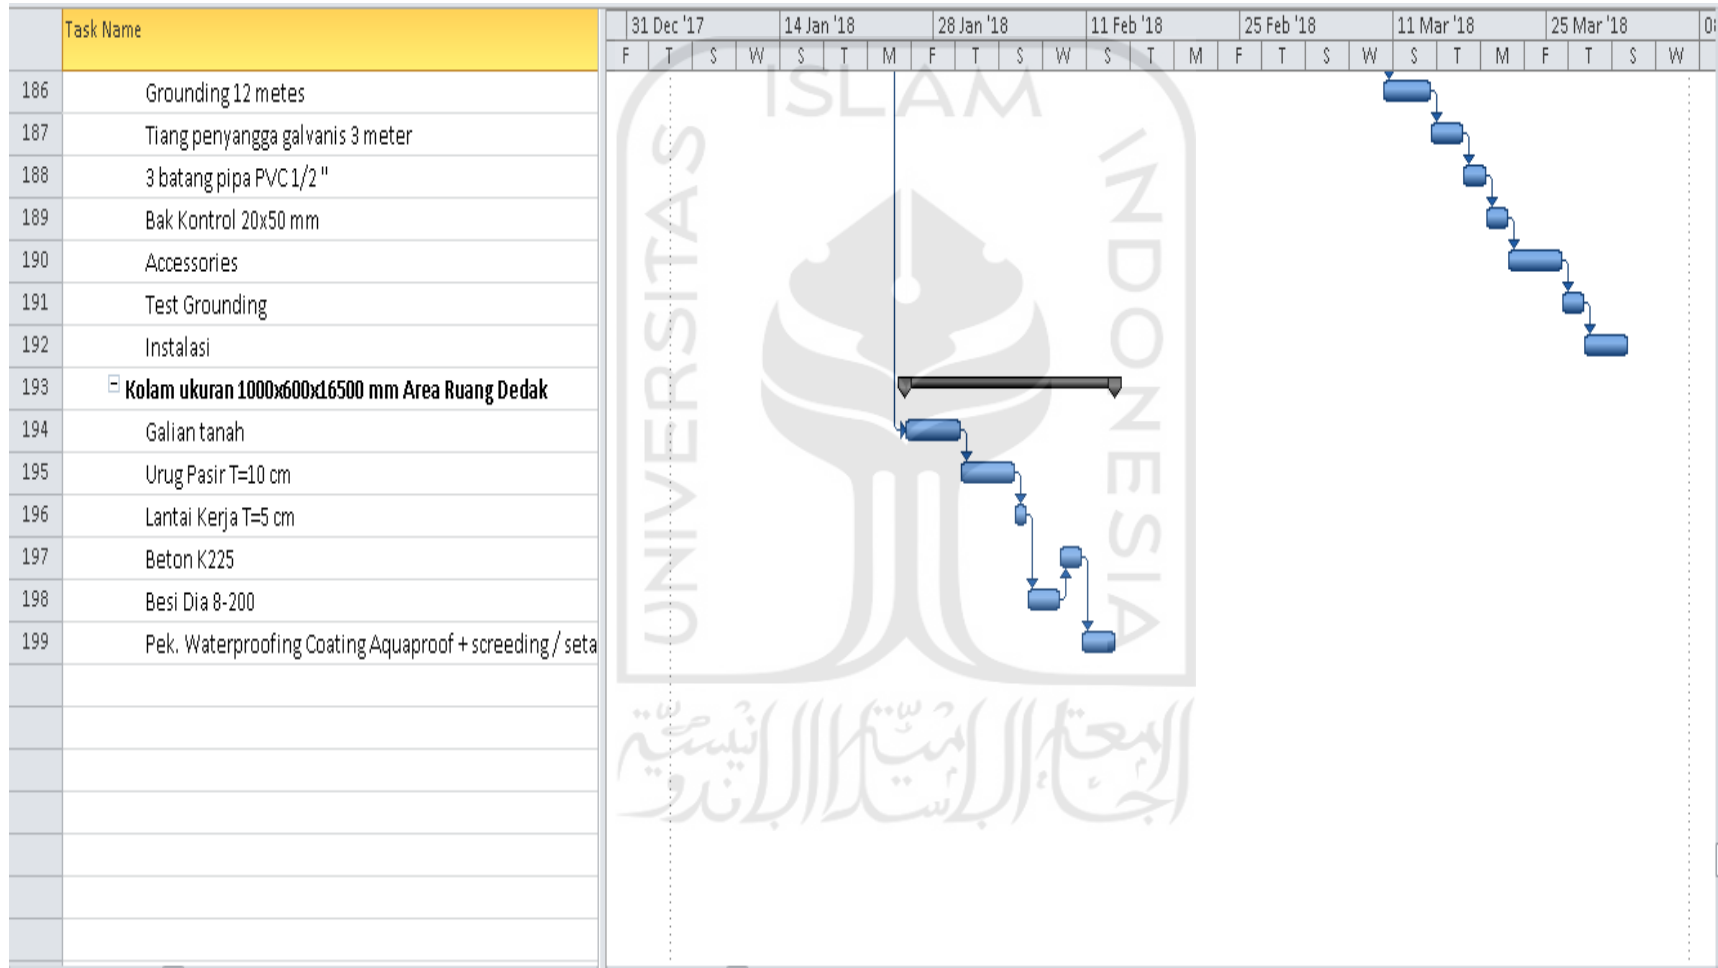 Task Name
31 Dec '17 14 Jan '18 28 Jan '18 11 Feb '18 25 Feb '18 11 Mar '18 25 Mar '18
F T S W S T M F T S W S T M F T S W S T M F T S W
186 Grounding 12 metes
187 Tiang penyangga galvanis 3 meter
188 3 batang pipa PVC 1/2 "
189 Bak Kontrol 20x50 mm
190 Accessories
191 Test Grounding
192 Instalasi
193 Kolam ukuran 1000x600x16500 mm Area Ruang Dedak
194 Galian tanah
195 Urug Pasir T=10 cm
196 Lantai Kerja T=5 cm
197 Beton K225
198 Besi Dia 8-200
199 Pek. Waterproofing Coating Aquaproof + screeding / seta
ISLAM
UNIVERSITAS
INDONESIA